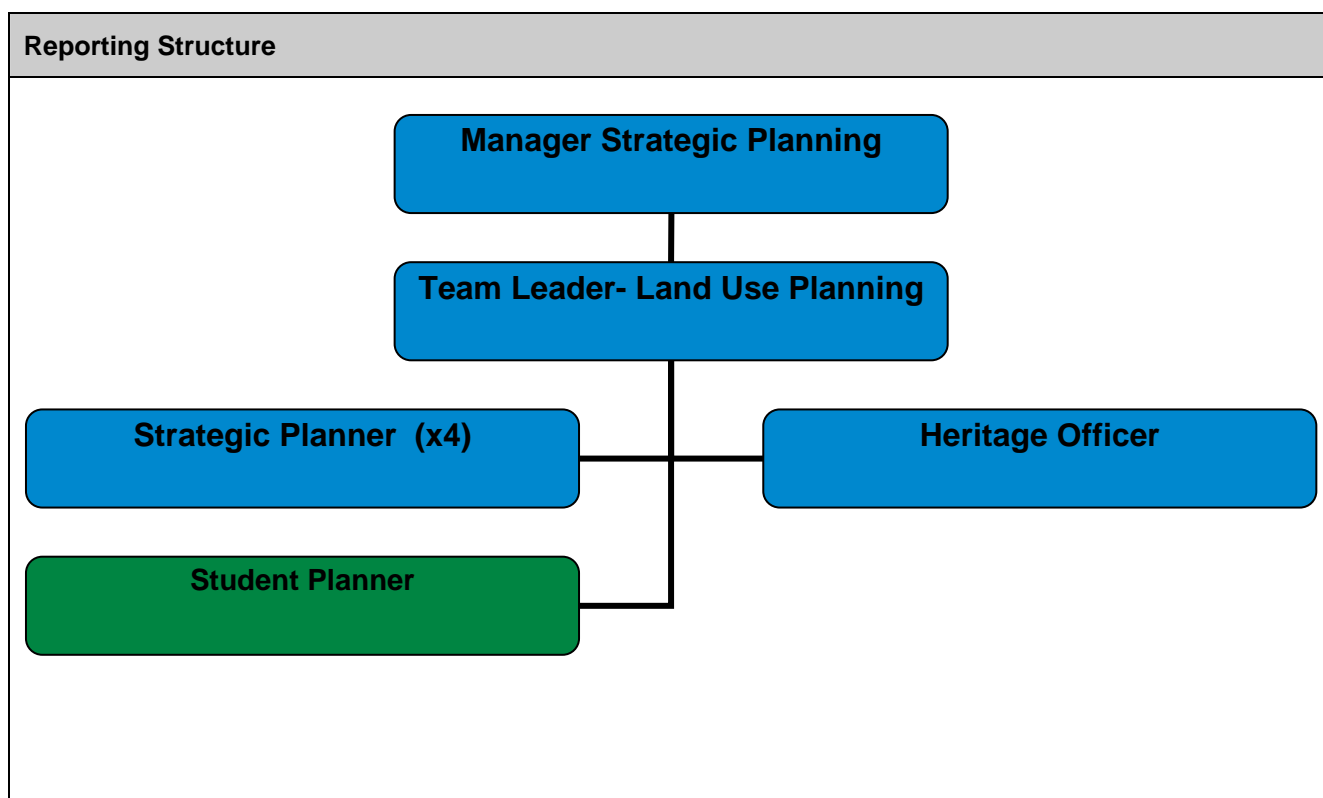 Reporting Structure
Manager Strategic Planning
Team Leader- Land Use Planning
Strategic Planner  (x4)
Heritage Officer
Student Planner